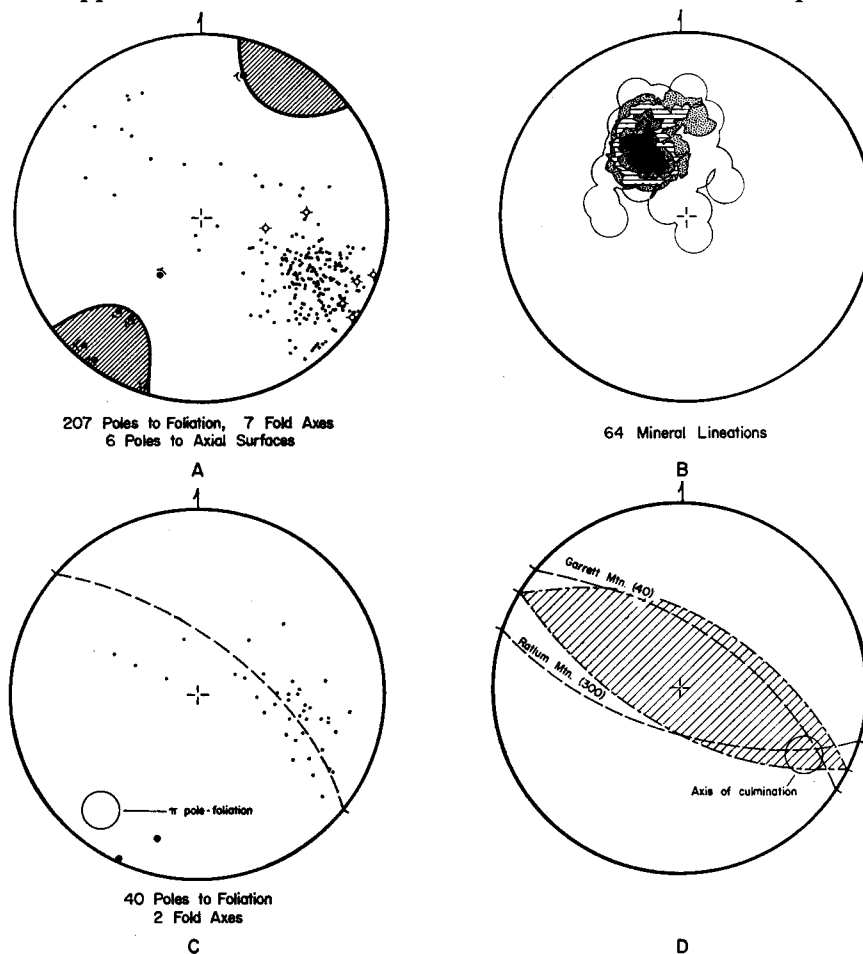 207 Poles to Foliation, 7 Fold Axes
6 Poles to Axial Surfaces
A
64 Mineral Lineations
B
π pole-foliation
40 Poles to Foliation
2 Fold Axes
C
Garrett Mtn. (40)
Ratlum Mtn. (300)
Axis of culmination
D